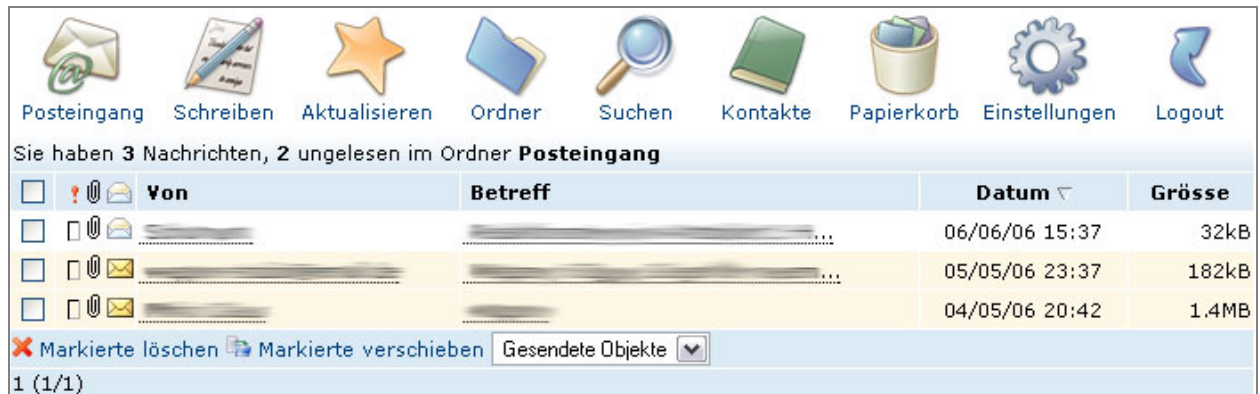 Posteingang Schreiben Aktualisieren Ordner Suchen Kontakte Papierkorb Einstellungen Logout
Sie haben 3 Nachrichten, 2 ungelesen im Ordner Posteingang
Von Betreff Datum Grösse
... 06/06/06 15:37 32kB
... 05/05/06 23:37 182kB
04/05/06 20:42 1.4MB
Markierte löschen Markierte verschieben Gesendete Objekte
1 (1/1)